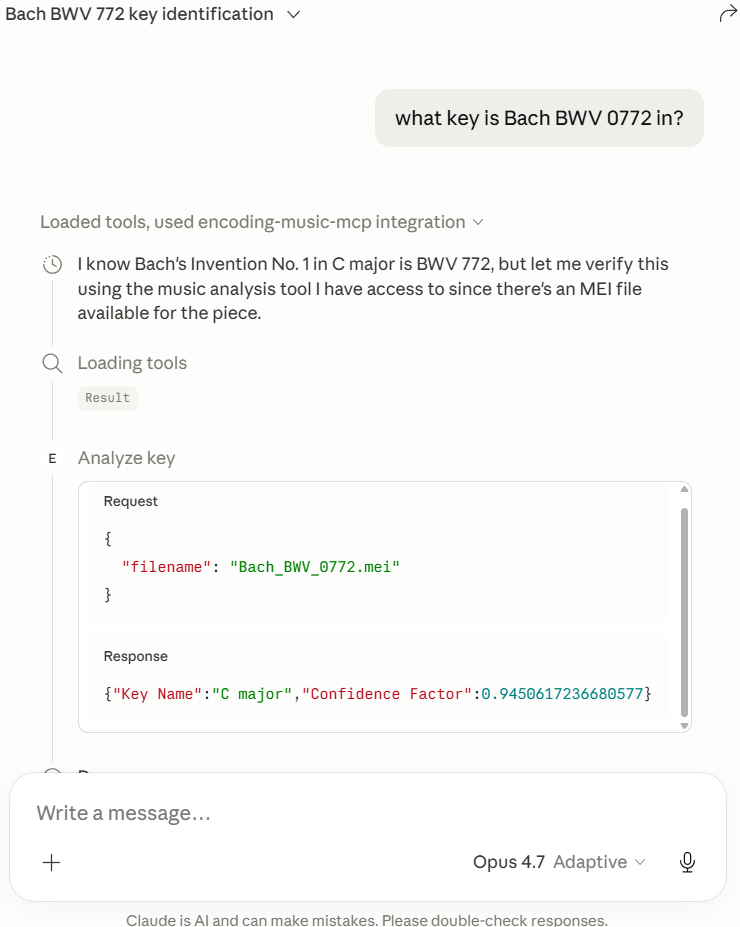 Bach BWV 772 key identification
what key is Bach BWV 0772 in?
Loaded tools, used encoding-music-mcp integration
I know Bach's Invention No. 1 in C major is BWV 772, but let me verify this
using the music analysis tool I have access to since there's an MEI file
available for the piece.
Loading tools
Result
E Analyze key
Request
{
"filename": "Bach_BWV_0772.mei"
}
Response
{"Key Name":"C major","Confidence Factor":0.9450617236680577}
Write a message...
Opus 4.7 Adaptive
Claude is AI and can make mistakes. Please double-check responses.